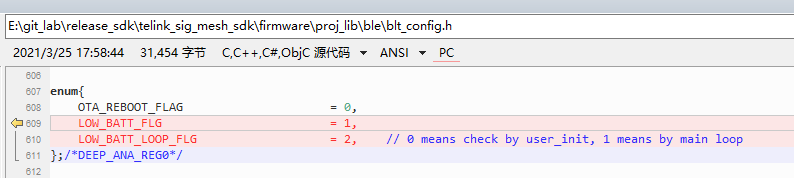 E:\git_lab\release_sdk\telink_sig_mesh_sdk\firmware\proj_lib\ble\blt_config.h
2021/3/25 17:58:44 31,454 字节 C,C++,C#,ObjC 源代码 ANSI PC
606
607 enum{
608 OTA_REBOOT_FLAG = 0,
609 LOW_BATT_FLG = 1,
610 LOW_BATT_LOOP_FLG = 2, // 0 means check by user_init, 1 means by main loop
611 };/*DEEP_ANA_REG0*/
612